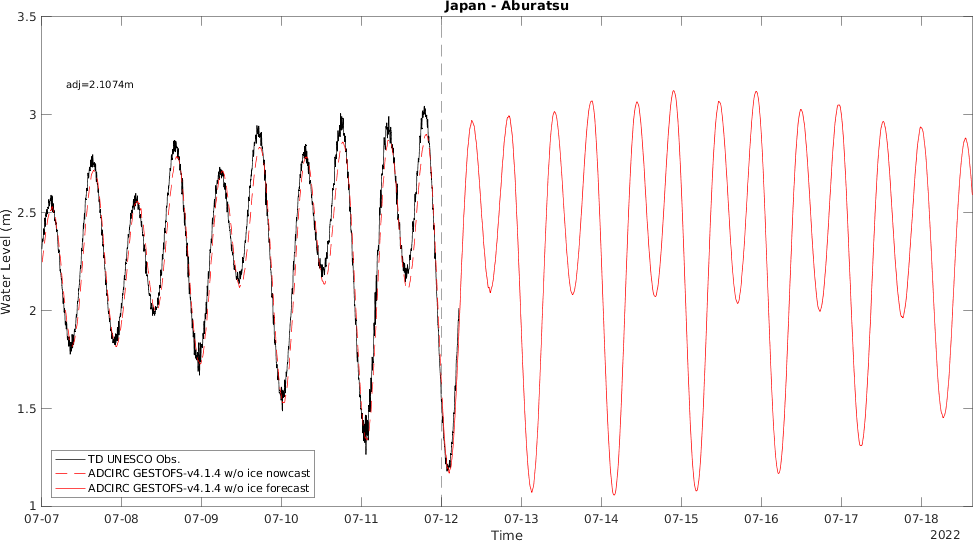 Japan - Aburatsu
3.5
adj=2.1074m
3
2.5
2
1.5
1
Water Level (m)
TD UNESCO Obs.
ADCIRC GESTOFS-v4.1.4 w/o ice nowcast
ADCIRC GESTOFS-v4.1.4 w/o ice forecast
07-07 07-08 07-09 07-10 07-11 07-12 07-13 07-14 07-15 07-16 07-17 07-18
Time
2022